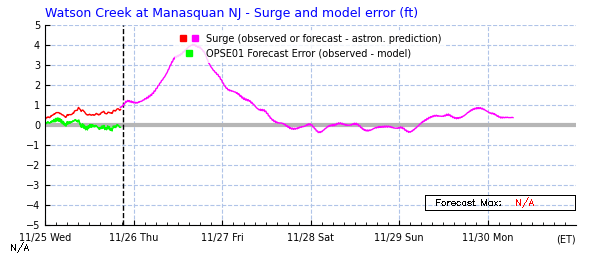 Watson Creek at Manasquan NJ - Surge and model error (ft)
5
4
3
2
1
0
−1
−2
−3
−4
−5
Surge (observed or forecast - astron. prediction)
OPSE01 Forecast Error (observed - model)
Forecast Max: N/A
11/25 Wed 11/26 Thu 11/27 Fri 11/28 Sat 11/29 Sun 11/30 Mon (ET)
N/A